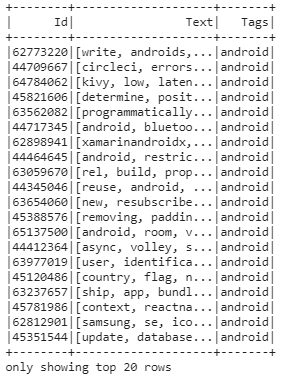 +--------+--------------------+-------+
|      Id|                Text|   Tags|
+--------+--------------------+-------+
|62773220|[write, androids,...|android|
|44709667|[circleci, errors...|android|
|64784062|[kivy, low, laten...|android|
|45821606|[determine, posit...|android|
|63562082|[programmatically...|android|
|44717345|[android, bluetoo...|android|
|62898941|[xamarinandroidx,...|android|
|44464645|[android, restric...|android|
|63059670|[rel, build, prop...|android|
|44345046|[reuse, android, ...|android|
|63654060|[new, resubscribe...|android|
|45388576|[removing, paddin...|android|
|65137500|[android, room, v...|android|
|44412364|[async, volley, s...|android|
|63977019|[user, identifica...|android|
|45120486|[country, flag, n...|android|
|63237657|[ship, app, bundl...|android|
|45781986|[context, reactna...|android|
|62812901|[samsung, se, ico...|android|
|45351544|[update, database...|android|
+--------+--------------------+-------+
only showing top 20 rows